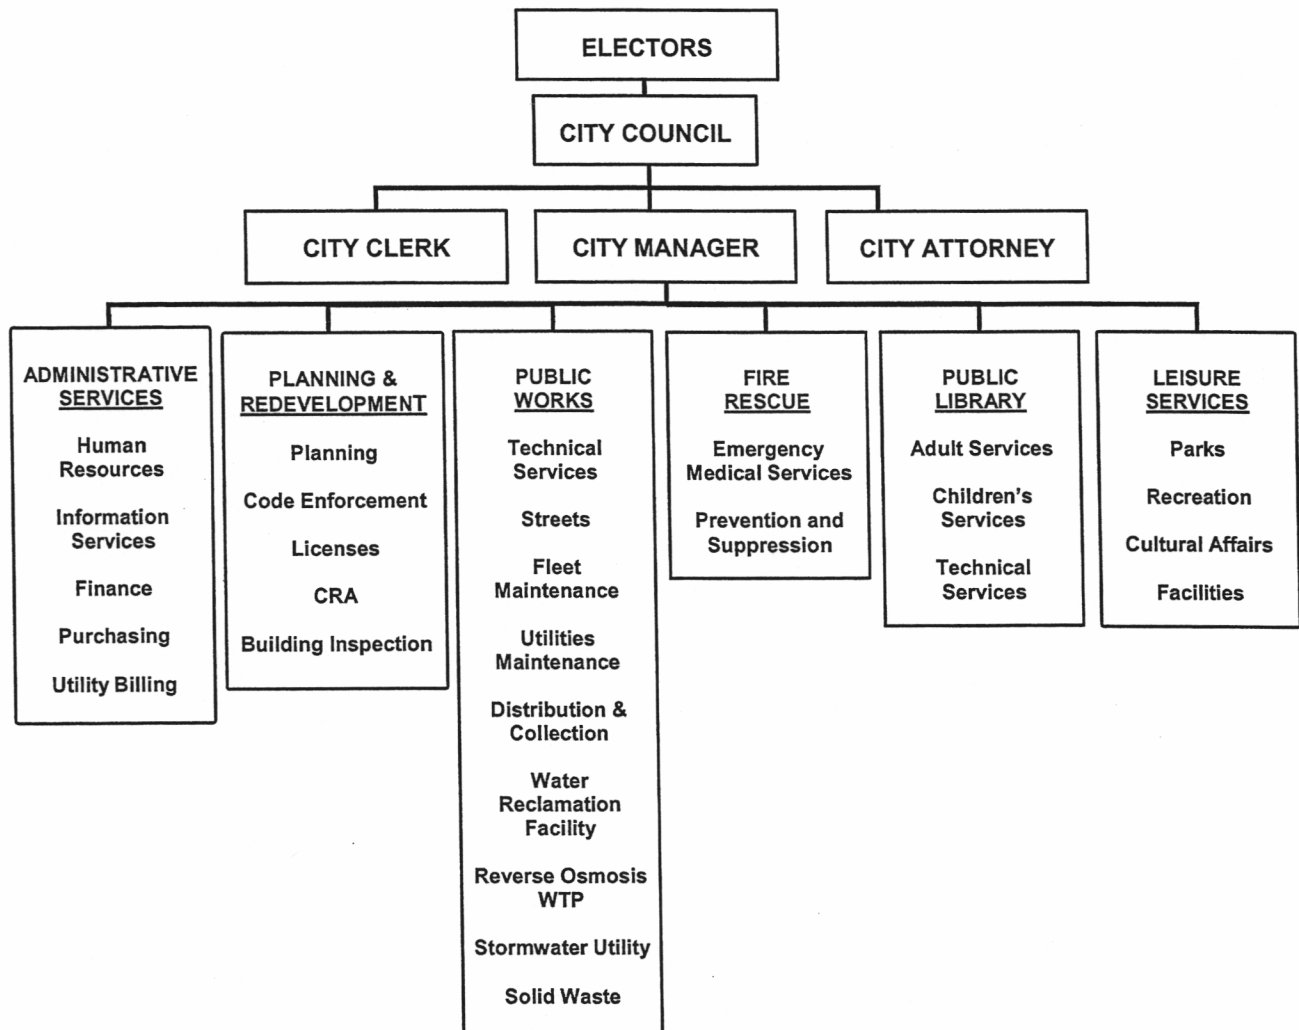 ELECTORS
CITY COUNCIL
CITY CLERK
CITY MANAGER
CITY ATTORNEY
ADMINISTRATIVE
SERVICES
Human
Resources
Information
Services
Finance
Purchasing
Utility Billing
PLANNING &
REDEVELOPMENT
Planning
Code Enforcement
Licenses
CRA
Building Inspection
PUBLIC
WORKS
Technical
Services
Streets
Fleet
Maintenance
Utilities
Maintenance
Distribution &
Collection
Water
Reclamation
Facility
Reverse Osmosis
WTP
Stormwater Utility
Solid Waste
FIRE
RESCUE
Emergency
Medical Services
Prevention and
Suppression
PUBLIC
LIBRARY
Adult Services
Children's
Services
Technical
Services
LEISURE
SERVICES
Parks
Recreation
Cultural Affairs
Facilities